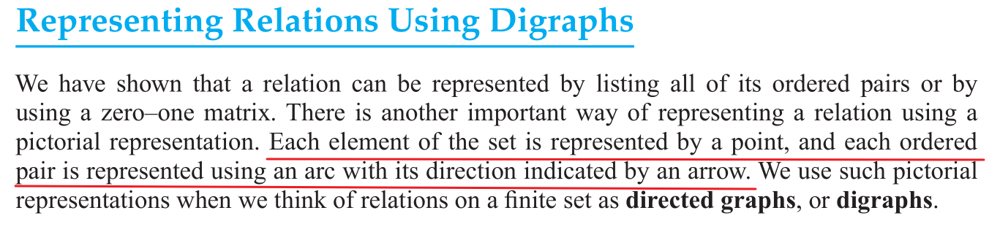 Representing Relations Using Digraphs
We have shown that a relation can be represented by listing all of its ordered pairs or by
using a zero–one matrix. There is another important way of representing a relation using a
pictorial representation. Each element of the set is represented by a point, and each ordered
pair is represented using an arc with its direction indicated by an arrow. We use such pictorial
representations when we think of relations on a finite set as directed graphs, or digraphs.